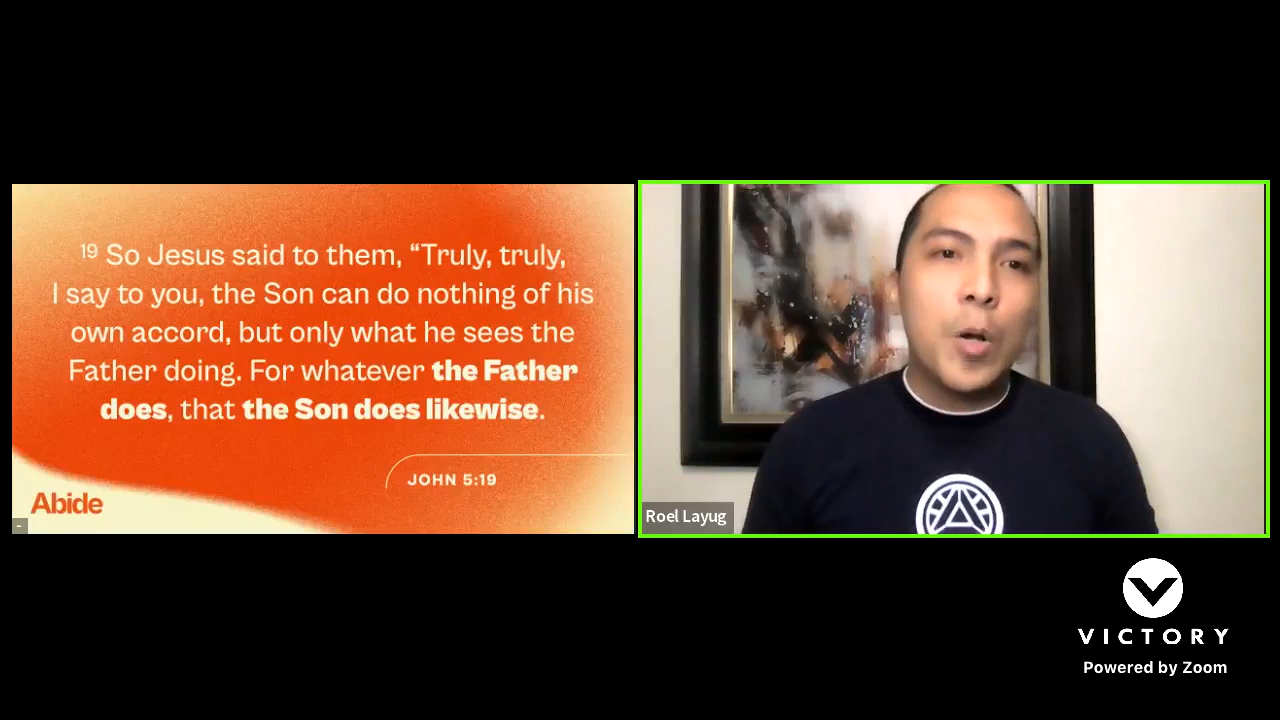 19 So Jesus said to them, “Truly, truly,
I say to you, the Son can do nothing of his
own accord, but only what he sees the
Father doing. For whatever the Father
does, that the Son does likewise.
JOHN 5:19
Abide
-
Roel Layug
VICTORY
Powered by Zoom